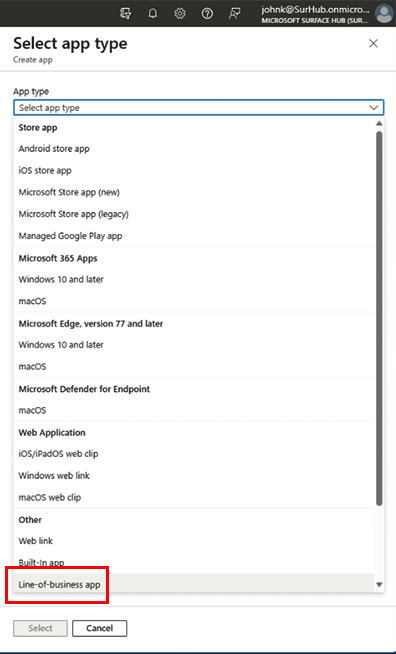 johnk@SurHub.onmicro...
MICROSOFT SURFACE HUB (SUR...
Select app type
Create app
App type
Select app type
Store app
Android store app
iOS store app
Microsoft Store app (new)
Microsoft Store app (legacy)
Managed Google Play app
Microsoft 365 Apps
Windows 10 and later
macOS
Microsoft Edge, version 77 and later
Windows 10 and later
macOS
Microsoft Defender for Endpoint
macOS
Web Application
iOS/iPadOS web clip
Windows web link
macOS web clip
Other
Web link
Built-In app
Line-of-business app
Select
Cancel